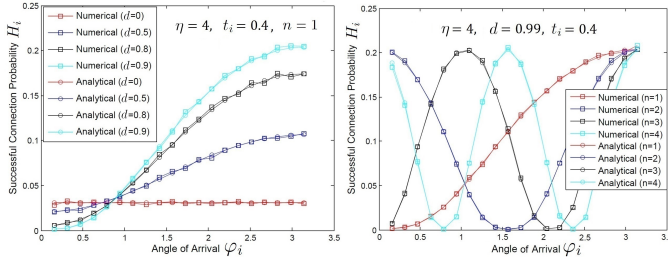 η = 4, t_i = 0.4, n = 1
Numerical (d=0)
Numerical (d=0.5)
Numerical (d=0.8)
Numerical (d=0.9)
Analytical (d=0)
Analytical (d=0.5)
Analytical (d=0.8)
Analytical (d=0.9)
Successful Connection Probability H_i
0.25
0.2
0.15
0.1
0.05
0
0 0.5 1 1.5 2 2.5 3 3.5
Angle of Arrival φ_i
η = 4, d = 0.99, t_i = 0.4
Numerical (n=1)
Numerical (n=2)
Numerical (n=3)
Numerical (n=4)
Analytical (n=1)
Analytical (n=2)
Analytical (n=3)
Analytical (n=4)
Successful Connection Probability H_i
0.2
0.15
0.1
0.05
0
0 0.5 1 1.5 2 2.5 3 3.
Angle of Arrival φ_i